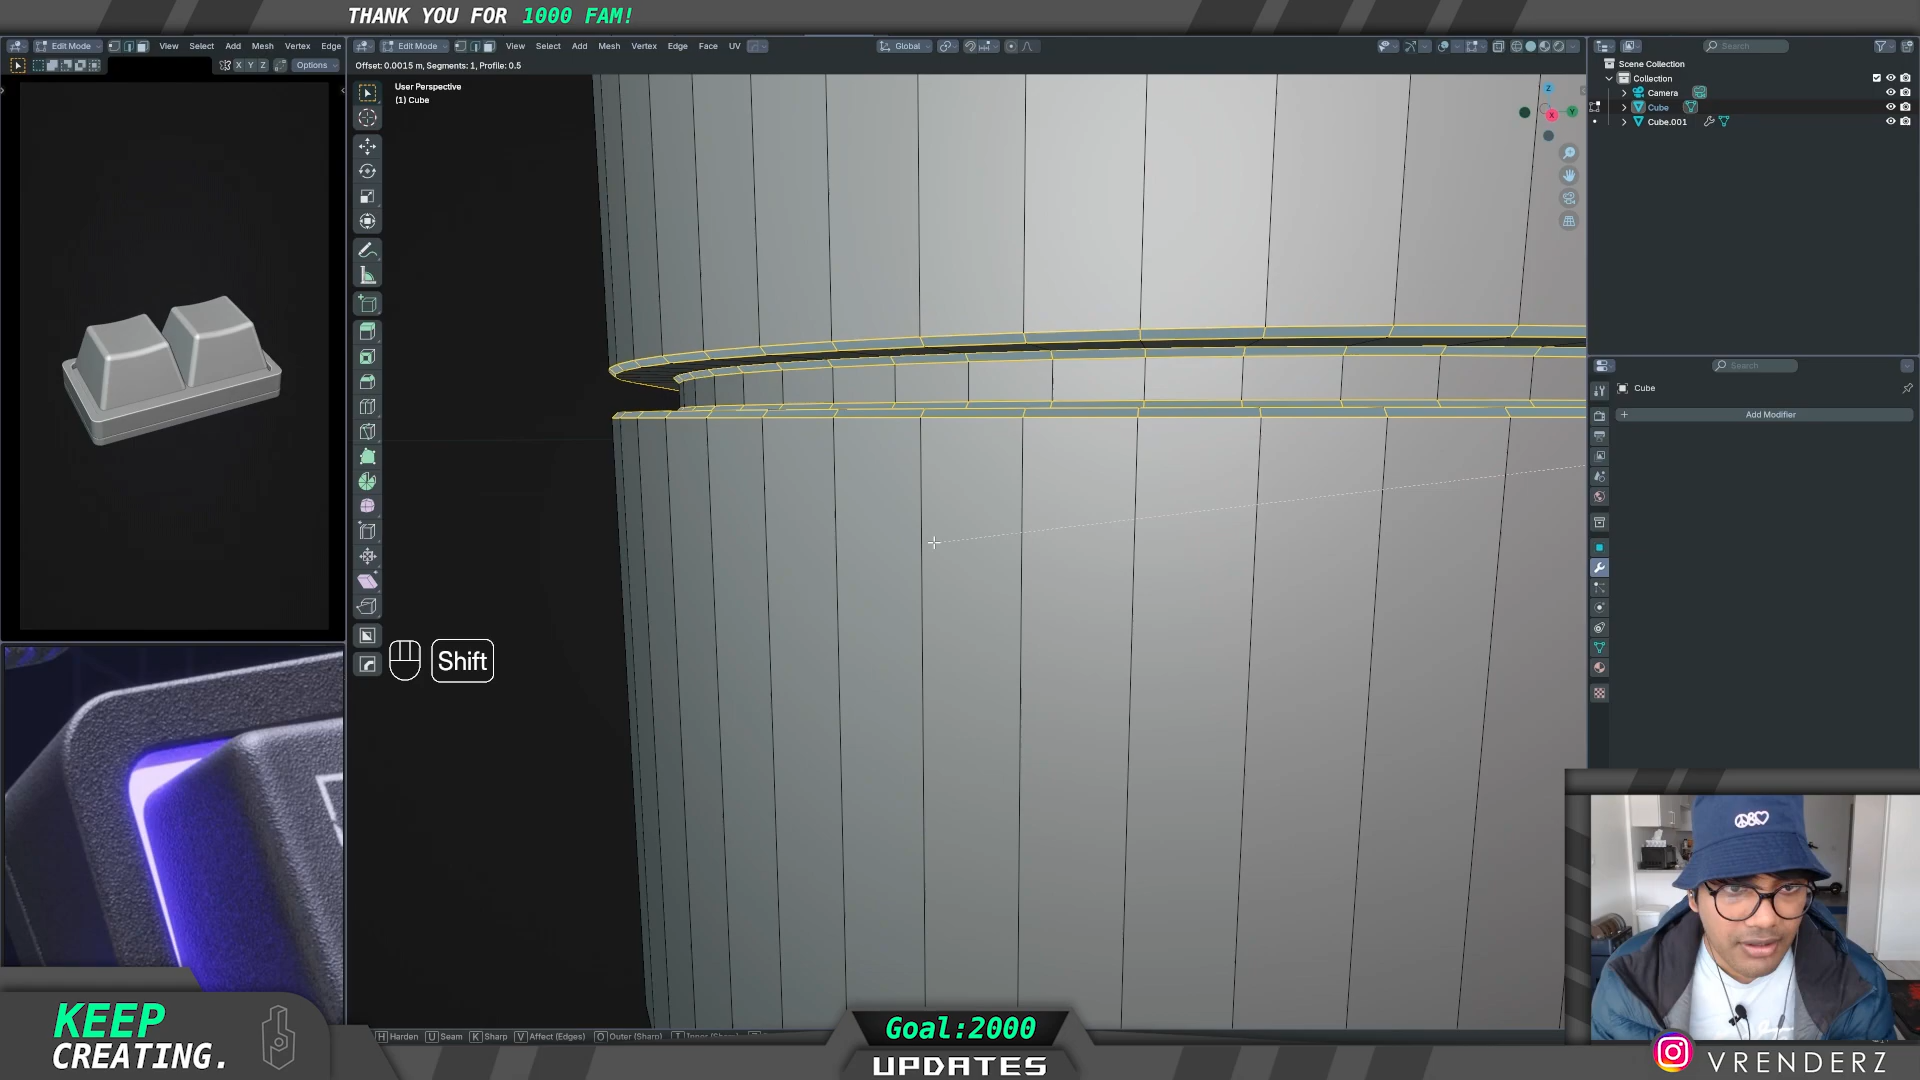 THANK YOU FOR 1000 FAM!
Edit Mode View Select Add Mesh Vertex Edge
X Y Z Options
Edit Mode View Select Add Mesh Vertex Edge Face UV Global
Offset: 0.0015 m, Segments: 1, Profile: 0.5
User Perspective
(1) Cube
Z
Y
X
Search
Scene Collection
Collection
Camera
Cube
Cube.001
Search
Cube
+ Add Modifier
Shift
H Harden U Seam K Sharp V Affect (Edges) O Outer (Sharp)
KEEP
CREATING.
Goal:2000
UPDATES
VRENDERZ